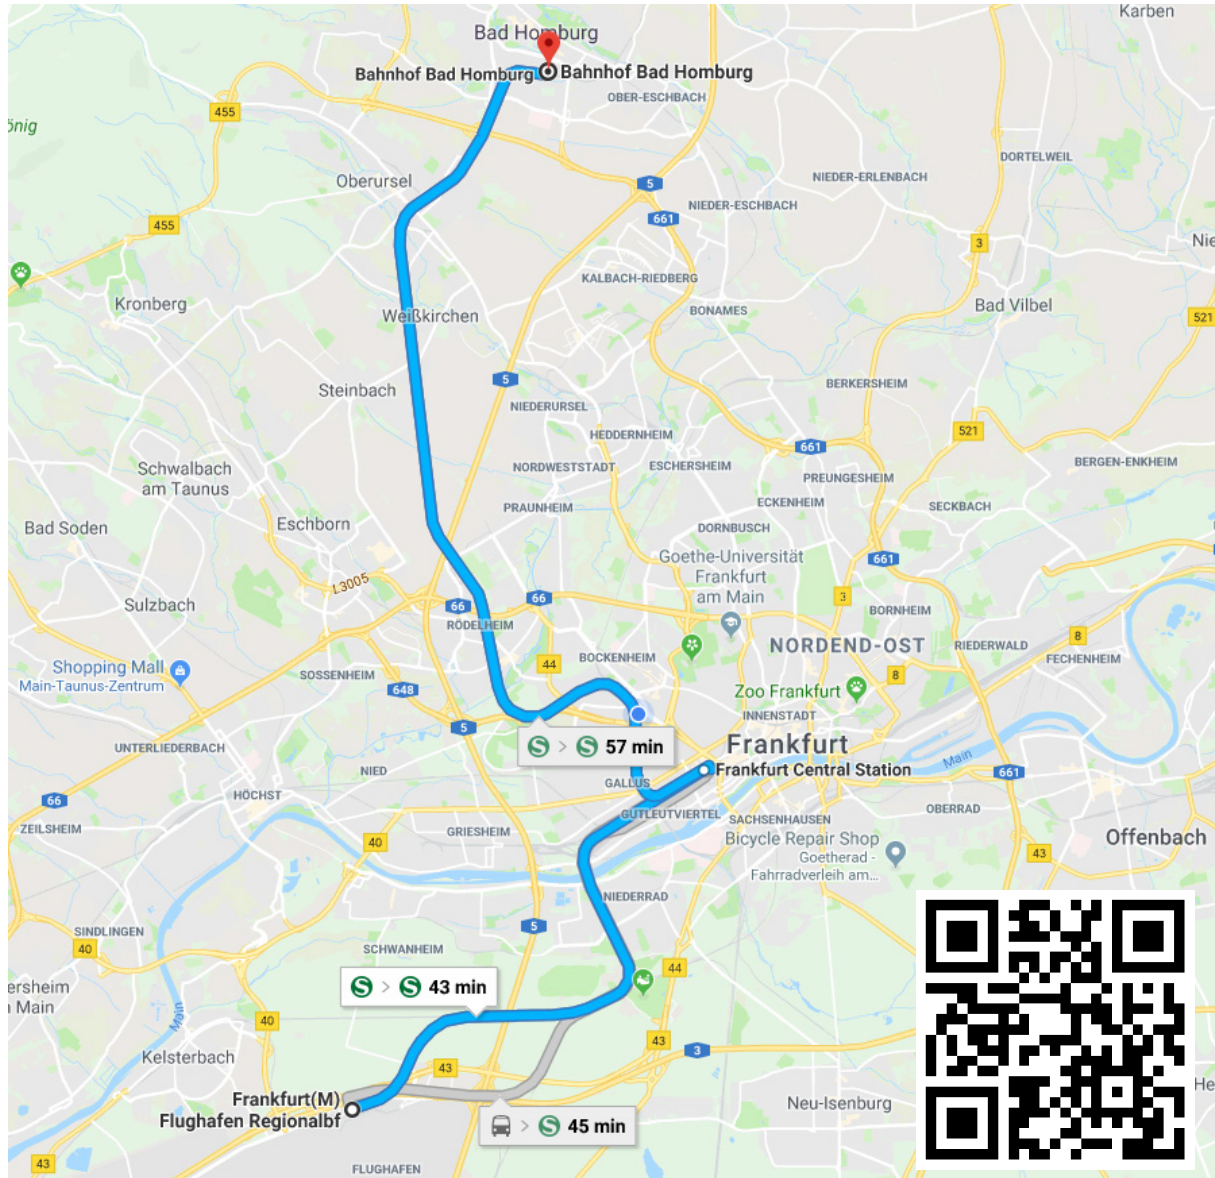 Karben
Bad Homburg
Bahnhof Bad Homburg
Bahnhof Bad Homburg
OBER-ESCHBACH
455
önig
DORTELWEIL
Oberursel
5
NIEDER-ERLENBACH
NIEDER-ESCHBACH
661
455
3
Nie
KALBACH-RIEDBERG
Kronberg
BONAMES
Bad Vilbel
Weißkirchen
521
5
BERKERSHEIM
Steinbach
NIEDERURSEL
HEDDERNHEIM
521
661
Schwalbach
am Taunus
NORDWESTSTADT
ESCHERSHEIM
BERGEN-ENKHEIM
PREUNGESHEIM
ECKENHEIM
SECKBACH
PRAUNHEIM
Bad Soden
Eschborn
DORNBUSCH
Goethe-Universität
Frankfurt
am Main
661
L3005
66
66
3
Sulzbach
BORNHEIM
RÖDELHEIM
NORDEND-OST
RIEDERWALD
8
FECHENHEIM
Shopping Mall
Main-Taunus-Zentrum
SOSSENHEIM
44
BOCKENHEIM
8
648
Zoo Frankfurt
INNENSTADT
5
UNTERLIEDERBACH
S > S 57 min
Frankfurt
Main
Frankfurt Central Station
NIED
661
GALLUS
HÖCHST
66
GUTLEUTVIERTEL
OBERRAD
ZEILSHEIM
GRIESHEIM
SACHSENHAUSEN
40
Bicycle Repair Shop
Goetherad -
Fahrradverleih am...
Offenbach
43
NIEDERRAD
5
SINDLINGEN
40
SCHWANHEIM
44
S > S 43 min
ersheim
Main
Main
40
43
3
Kelsterbach
43
Frankfurt(M)
Flughafen Regionalbf
He
Neu-Isenburg
> S 45 min
43
FLUGHAFEN